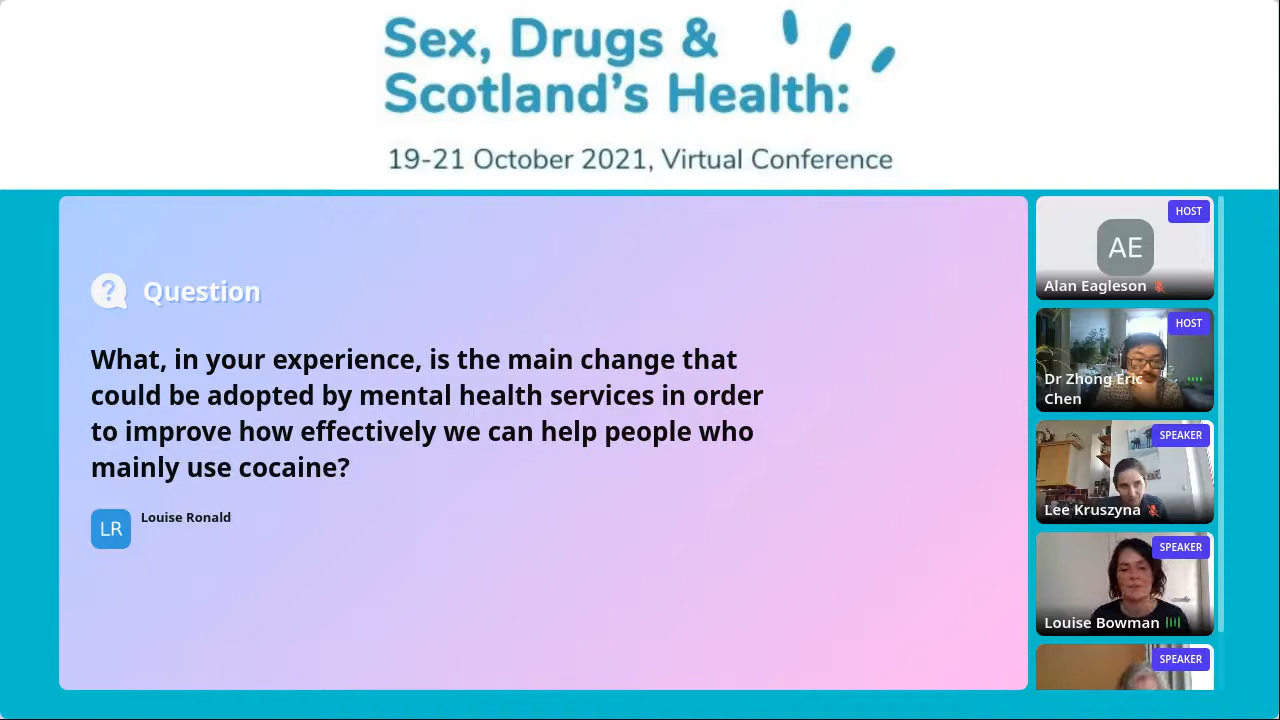 Sex, Drugs &
Scotland's Health:
19-21 October 2021, Virtual Conference
Question
What, in your experience, is the main change that
could be adopted by mental health services in order
to improve how effectively we can help people who
mainly use cocaine?
LR
Louise Ronald
HOST
AE
Alan Eagleson
HOST
Dr Zhong Eric
Chen
SPEAKER
Lee Kruszyna
SPEAKER
Louise Bowman
SPEAKER